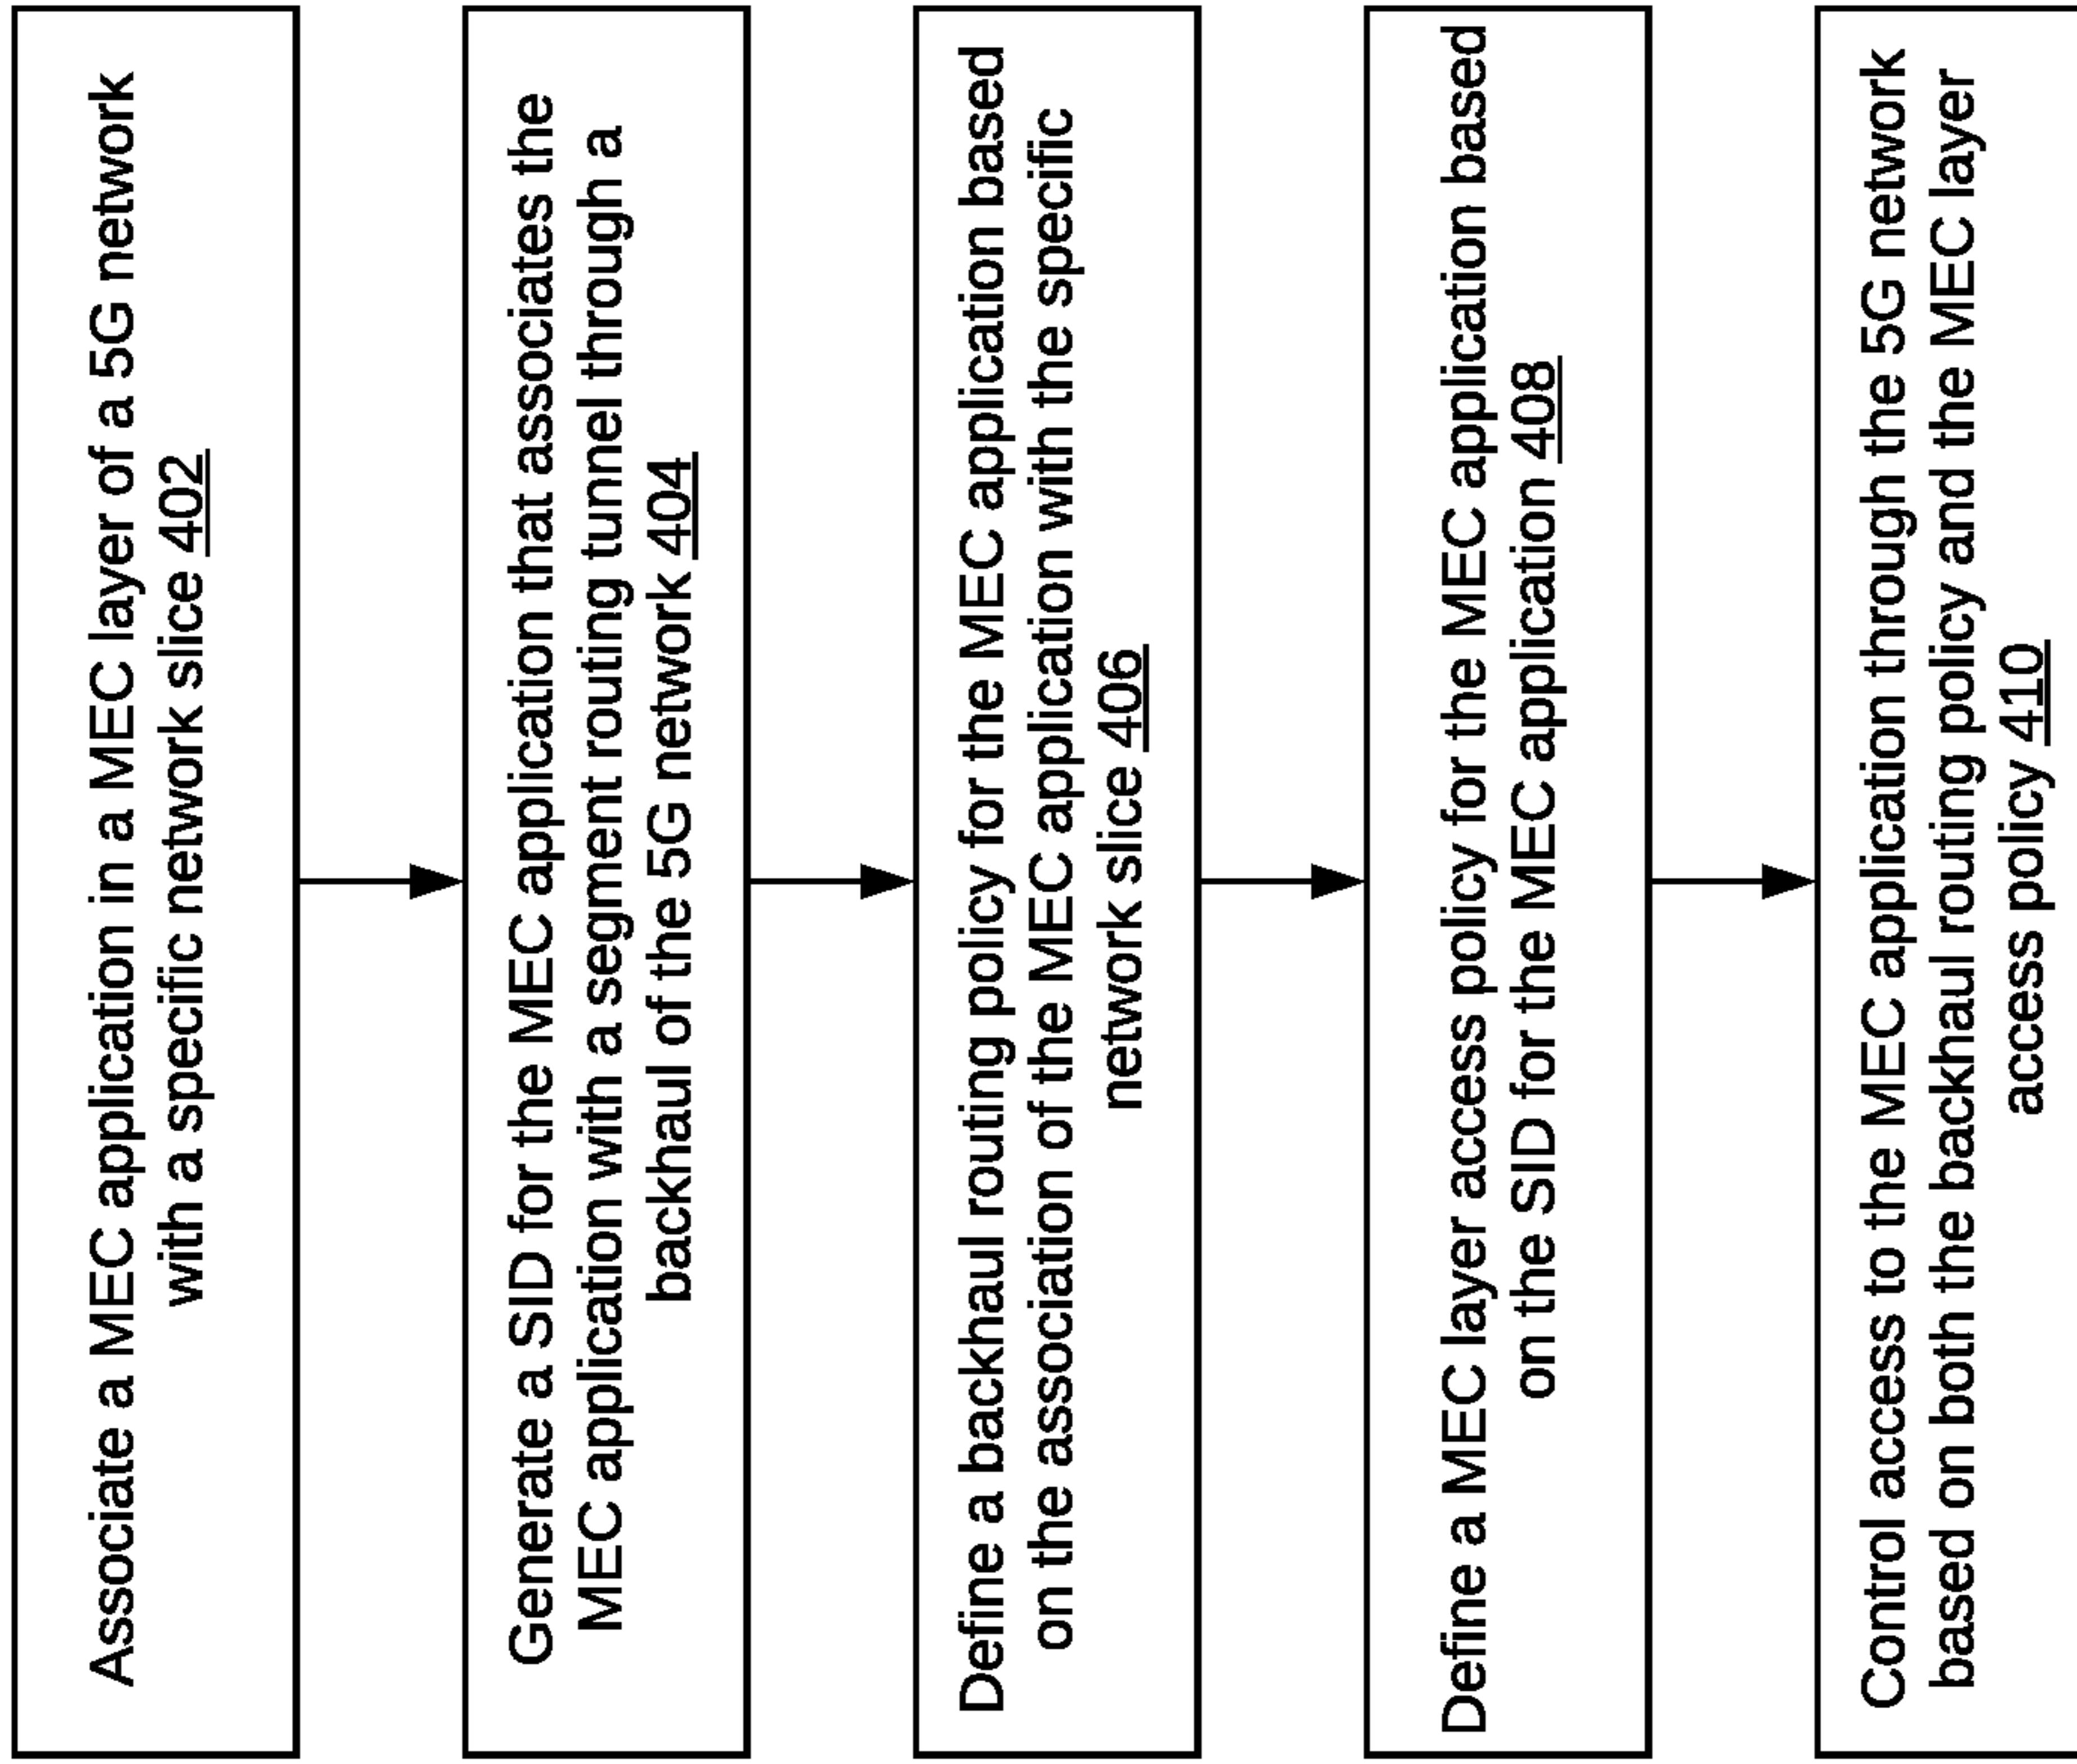 Associate a MEC application in a MEC layer of a 5G network
with a specific network slice 402
Generate a SID for the MEC application that associates the
MEC application with a segment routing tunnel through a
backhaul of the 5G network 404
Define a backhaul routing policy for the MEC application based
on the association of the MEC application with the specific
network slice 406
Define a MEC layer access policy for the MEC application based
on the SID for the MEC application 408
Control access to the MEC application through the 5G network
based on both the backhaul routing policy and the MEC layer
access policy 410